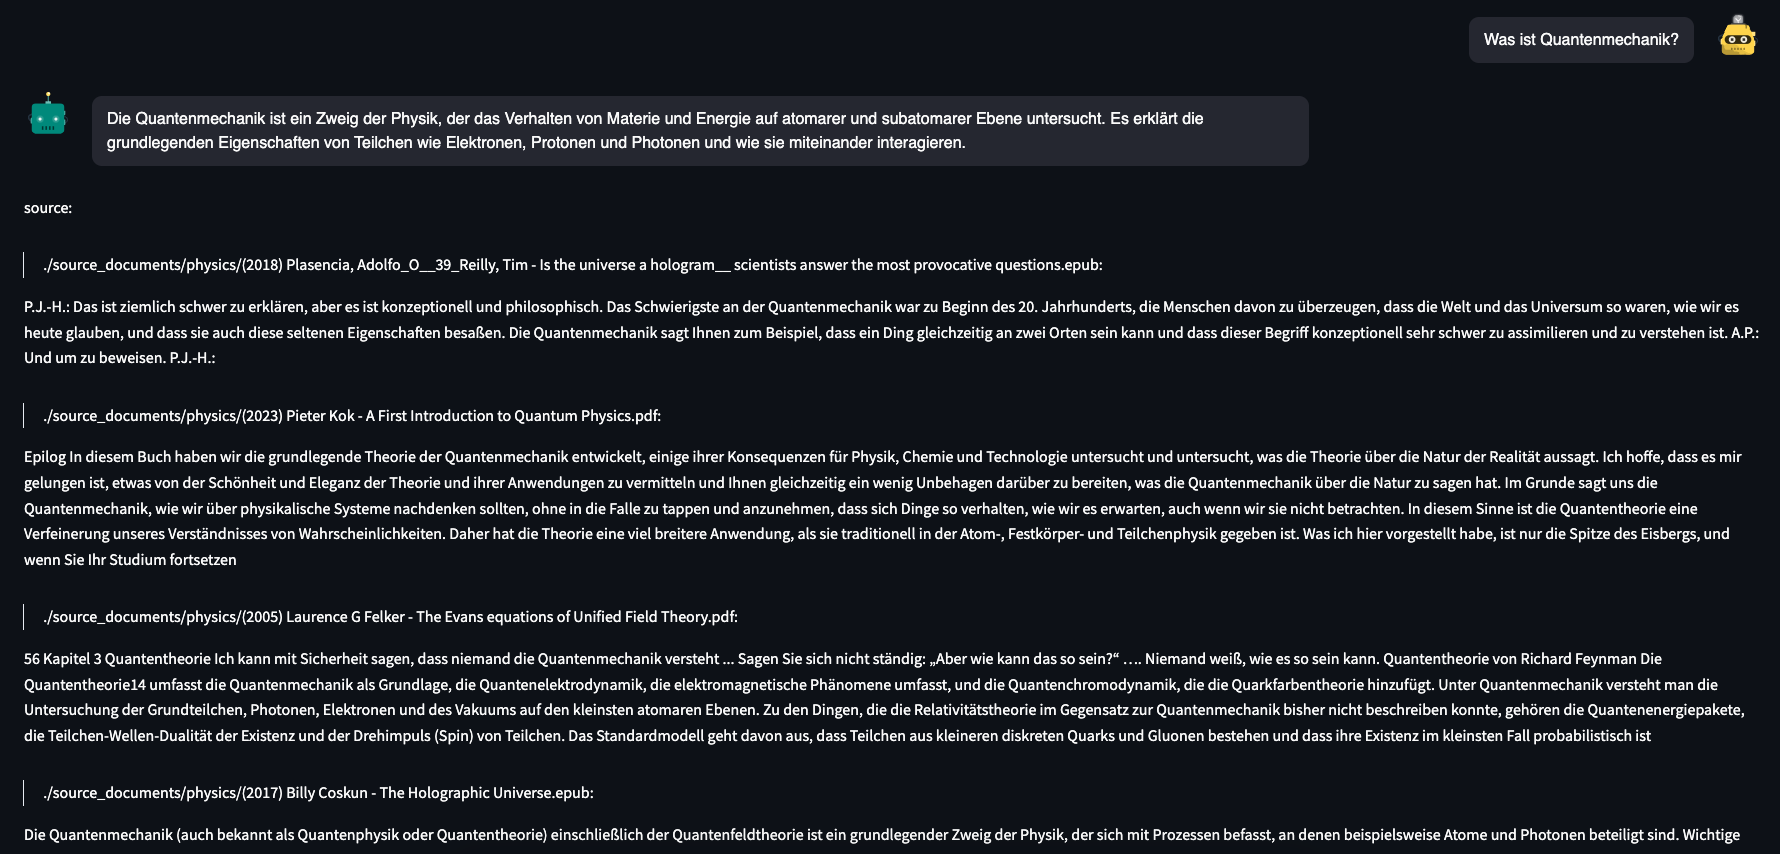 Was ist Quantenmechanik?
Die Quantenmechanik ist ein Zweig der Physik, der das Verhalten von Materie und Energie auf atomarer und subatomarer Ebene untersucht. Es erklärt die
grundlegenden Eigenschaften von Teilchen wie Elektronen, Protonen und Photonen und wie sie miteinander interagieren.
source:
./source_documents/physics/(2018) Plasencia, Adolfo_O__39_Reilly, Tim - Is the universe a hologram__ scientists answer the most provocative questions.epub:
P.J.-H.: Das ist ziemlich schwer zu erklären, aber es ist konzeptionell und philosophisch. Das Schwierigste an der Quantenmechanik war zu Beginn des 20. Jahrhunderts, die Menschen davon zu überzeugen, dass die Welt und das Universum so waren, wie wir es
heute glauben, und dass sie auch diese seltenen Eigenschaften besaßen. Die Quantenmechanik sagt Ihnen zum Beispiel, dass ein Ding gleichzeitig an zwei Orten sein kann und dass dieser Begriff konzeptionell sehr schwer zu assimilieren und zu verstehen ist. A.P.:
Und um zu beweisen. P.J.-H.:
./source_documents/physics/(2023) Pieter Kok - A First Introduction to Quantum Physics.pdf:
Epilog In diesem Buch haben wir die grundlegende Theorie der Quantenmechanik entwickelt, einige ihrer Konsequenzen für Physik, Chemie und Technologie untersucht und untersucht, was die Theorie über die Natur der Realität aussagt. Ich hoffe, dass es mir
gelungen ist, etwas von der Schönheit und Eleganz der Theorie und ihrer Anwendungen zu vermitteln und Ihnen gleichzeitig ein wenig Unbehagen darüber zu bereiten, was die Quantenmechanik über die Natur zu sagen hat. Im Grunde sagt uns die
Quantenmechanik, wie wir über physikalische Systeme nachdenken sollten, ohne in die Falle zu tappen und anzunehmen, dass sich Dinge so verhalten, wie wir es erwarten, auch wenn wir sie nicht betrachten. In diesem Sinne ist die Quantentheorie eine
Verfeinerung unseres Verständnisses von Wahrscheinlichkeiten. Daher hat die Theorie eine viel breitere Anwendung, als sie traditionell in der Atom-, Festkörper- und Teilchenphysik gegeben ist. Was ich hier vorgestellt habe, ist nur die Spitze des Eisbergs, und
wenn Sie Ihr Studium fortsetzen
./source_documents/physics/(2005) Laurence G Felker - The Evans equations of Unified Field Theory.pdf:
56 Kapitel 3 Quantentheorie Ich kann mit Sicherheit sagen, dass niemand die Quantenmechanik versteht ... Sagen Sie sich nicht ständig: „Aber wie kann das so sein?“ …. Niemand weiß, wie es so sein kann. Quantentheorie von Richard Feynman Die
Quantentheorie14 umfasst die Quantenmechanik als Grundlage, die Quantenelektrodynamik, die elektromagnetische Phänomene umfasst, und die Quantenchromodynamik, die die Quarkfarbentheorie hinzufügt. Unter Quantenmechanik versteht man die
Untersuchung der Grundteilchen, Photonen, Elektronen und des Vakuums auf den kleinsten atomaren Ebenen. Zu den Dingen, die die Relativitätstheorie im Gegensatz zur Quantenmechanik bisher nicht beschreiben konnte, gehören die Quantenenergiepakete,
die Teilchen-Wellen-Dualität der Existenz und der Drehimpuls (Spin) von Teilchen. Das Standardmodell geht davon aus, dass Teilchen aus kleineren diskreten Quarks und Gluonen bestehen und dass ihre Existenz im kleinsten Fall probabilistisch ist
./source_documents/physics/(2017) Billy Coskun - The Holographic Universe.epub:
Die Quantenmechanik (auch bekannt als Quantenphysik oder Quantentheorie) einschließlich der Quantenfeldtheorie ist ein grundlegender Zweig der Physik, der sich mit Prozessen befasst, an denen beispielsweise Atome und Photonen beteiligt sind. Wichtige